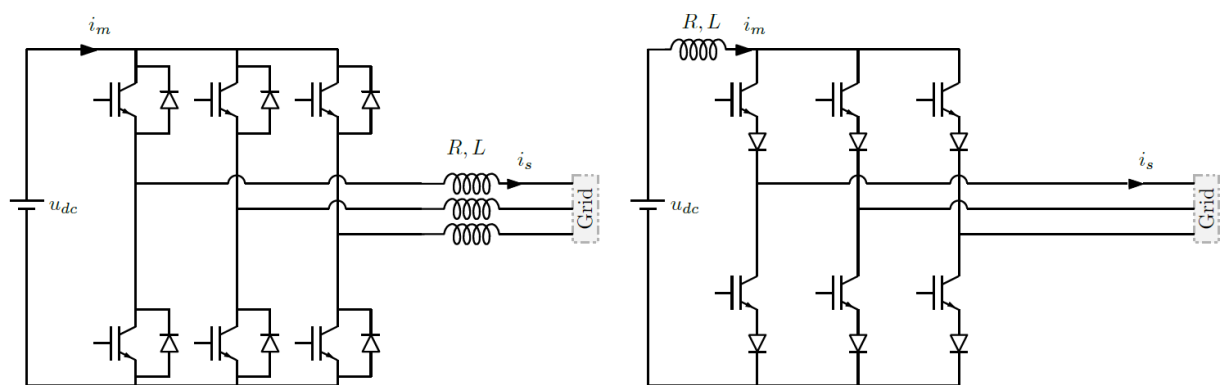 i_m
R, L
i_s
u_dc
Grid
R, L
i_m
i_s
u_dc
Grid